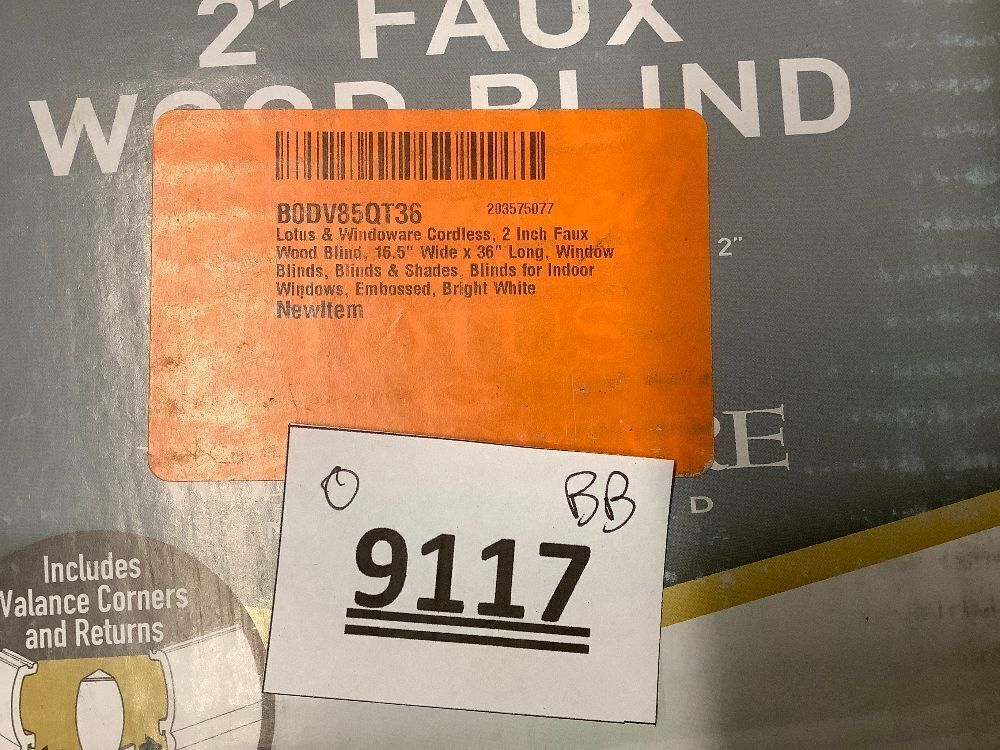 2" FAUX
WOOD BLIND
B0DV85QT36 203575077
Lotus & Windoware Cordless, 2 Inch Faux
Wood Blind, 16.5" Wide x 36" Long, Window
Blinds, Blinds & Shades, Blinds for Indoor
Windows, Embossed, Bright White
NewItem
2"
RE
D
O BB
9117
Includes
Valance Corners
and Returns